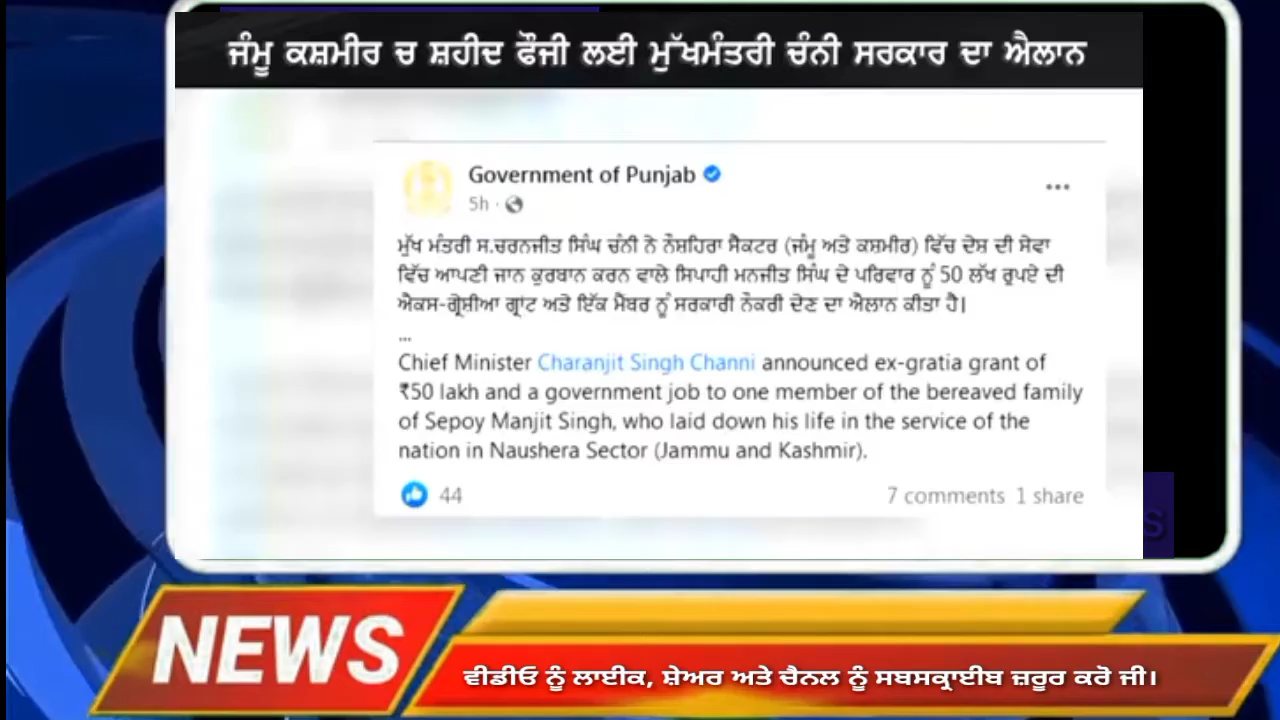 ਜੰਮੂ ਕਸ਼ਮੀਰ ਚ ਸ਼ਹੀਦ ਫੌਜੀ ਲਈ ਮੁੱਖਮੰਤਰੀ ਚੰਨੀ ਸਰਕਾਰ ਦਾ ਐਲਾਨ
Government of Punjab
5h ·
ਮੁੱਖ ਮੰਤਰੀ ਸ.ਚਰਨਜੀਤ ਸਿੰਘ ਚੰਨੀ ਨੇ ਨੌਸ਼ਹਿਰਾ ਸੈਕਟਰ (ਜੰਮੂ ਅਤੇ ਕਸ਼ਮੀਰ) ਵਿੱਚ ਦੇਸ਼ ਦੀ ਸੇਵਾ
ਵਿੱਚ ਆਪਣੀ ਜਾਨ ਕੁਰਬਾਨ ਕਰਨ ਵਾਲੇ ਸਿਪਾਹੀ ਮਨਜੀਤ ਸਿੰਘ ਦੇ ਪਰਿਵਾਰ ਨੂੰ 50 ਲੱਖ ਰੁਪਏ ਦੀ
ਐਕਸ-ਗ੍ਰੇਸ਼ੀਆ ਗ੍ਰਾਂਟ ਅਤੇ ਇੱਕ ਮੈਂਬਰ ਨੂੰ ਸਰਕਾਰੀ ਨੌਕਰੀ ਦੇਣ ਦਾ ਐਲਾਨ ਕੀਤਾ ਹੈ।
...
Chief Minister Charanjit Singh Channi announced ex-gratia grant of
₹50 lakh and a government job to one member of the bereaved family
of Sepoy Manjit Singh, who laid down his life in the service of the
nation in Naushera Sector (Jammu and Kashmir).
44
7 comments 1 share
S
NEWS
ਵੀਡੀਓ ਨੂੰ ਲਾਈਕ, ਸ਼ੇਅਰ ਅਤੇ ਚੈਨਲ ਨੂੰ ਸਬਸਕ੍ਰਾਈਬ ਜ਼ਰੂਰ ਕਰੋ ਜੀ।